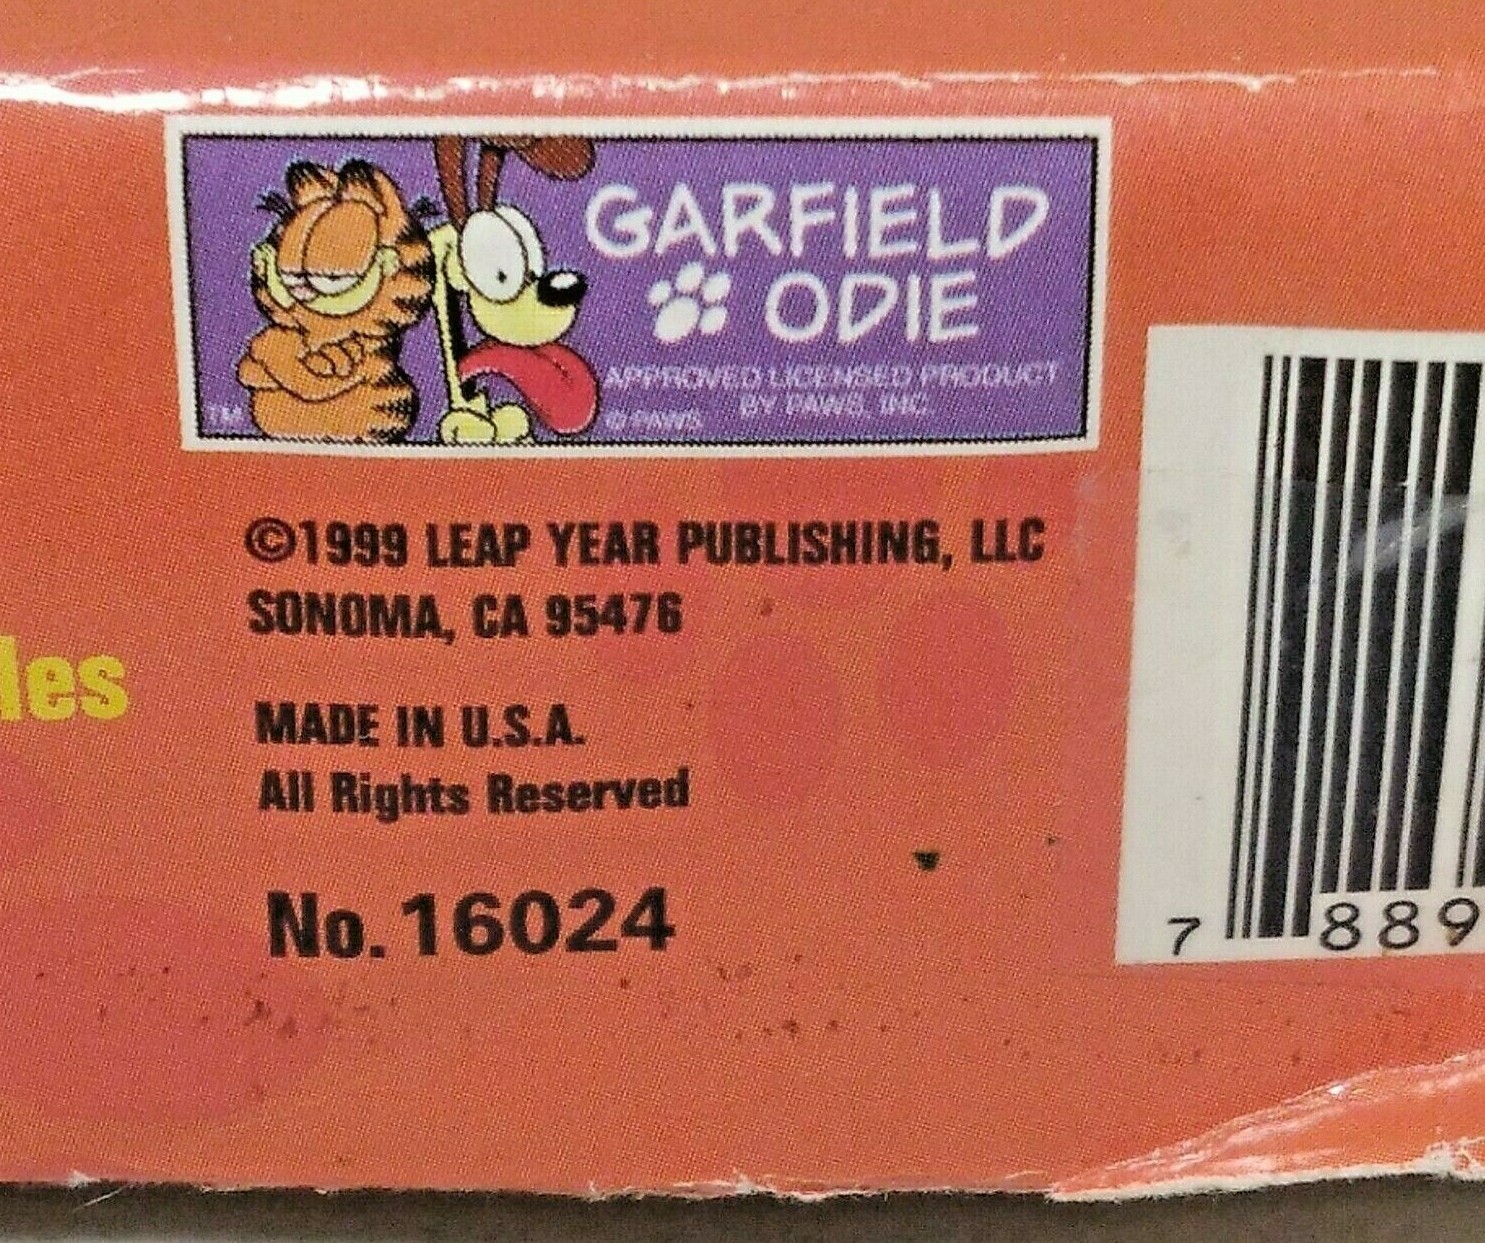 GARFIELD
ODIE
APPROVED LICENSED PRODUCT
BY PAWS, INC.
TM
© PAWS
©1999 LEAP YEAR PUBLISHING, LLC
SONOMA, CA 95476
les
MADE IN U.S.A.
All Rights Reserved
No. 16024
7 889